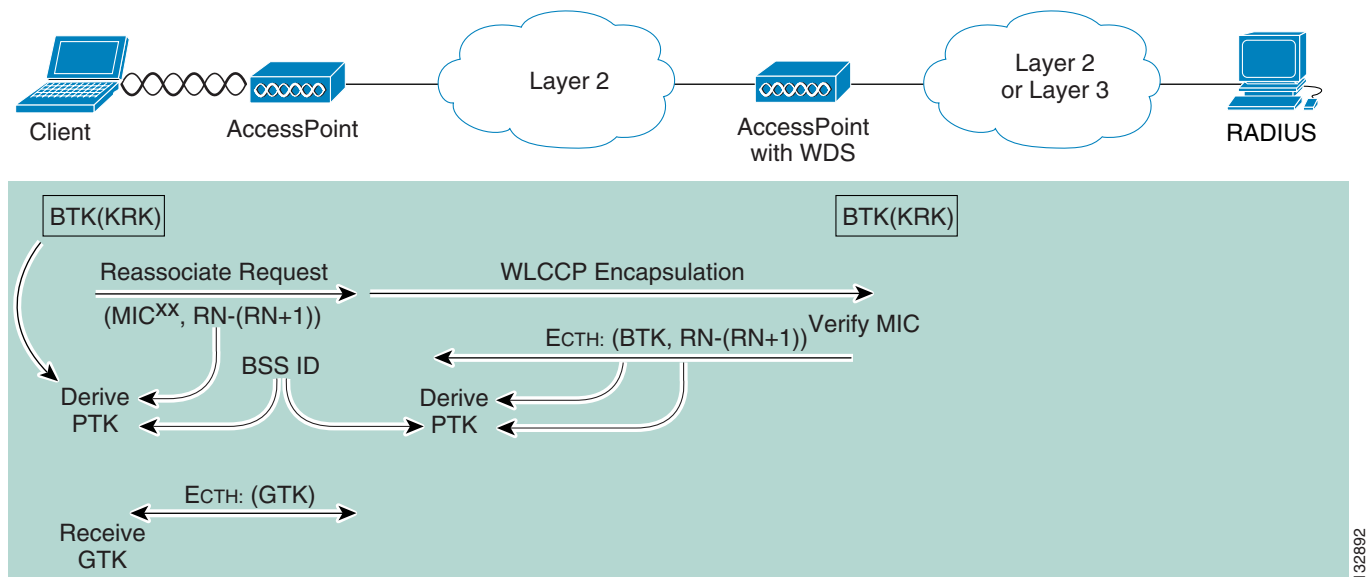 Client
AccessPoint
Layer 2
AccessPoint
with WDS
Layer 2
or Layer 3
RADIUS
BTK(KRK)
BTK(KRK)
Reassociate Request
(MICXX, RN-(RN+1))
WLCCP Encapsulation
Verify MIC
ECTH: (BTK, RN-(RN+1))
BSS ID
Derive
PTK
Derive
PTK
ECTH: (GTK)
Receive
GTK
132892